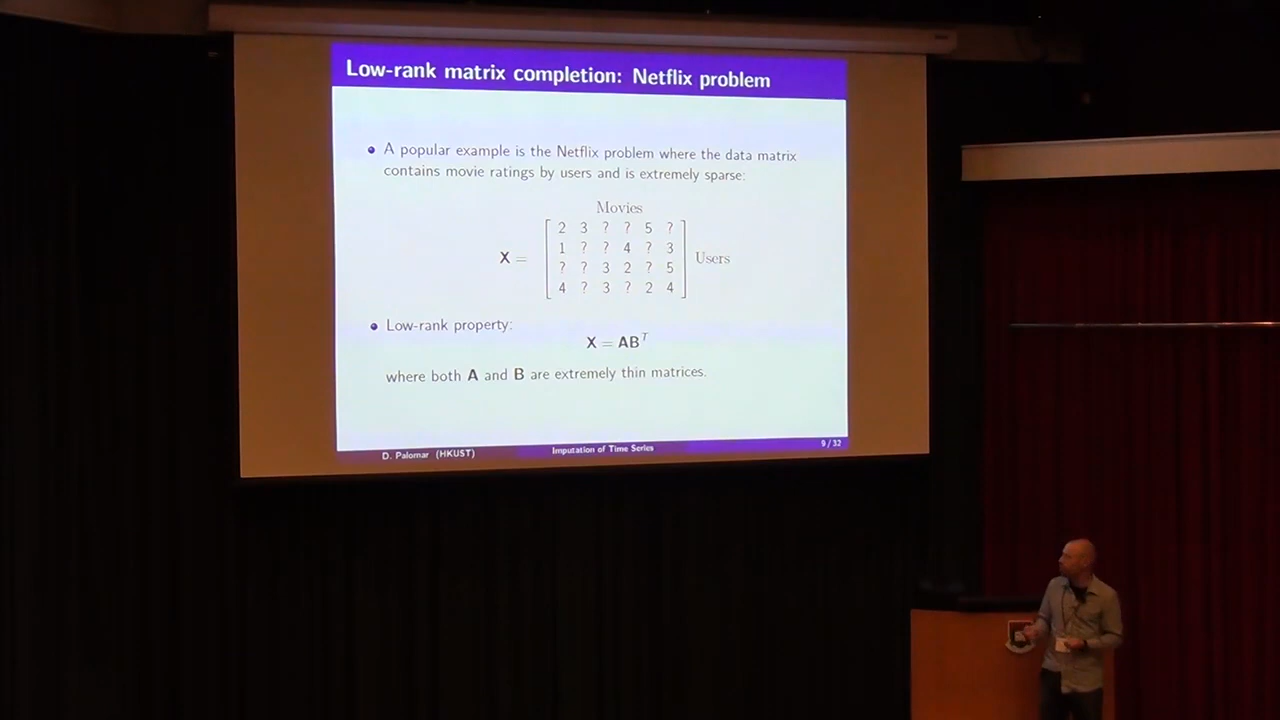 Low-rank matrix completion: Netflix problem
A popular example is the Netflix problem where the data matrix
contains movie ratings by users and is extremely sparse:
Movies
2 3 ? ? 5 ?
1 ? ? 4 ? 3
X = Users
? ? 3 2 ? 5
4 ? 3 ? 2 4
Low-rank property:
X = AB^T
where both A and B are extremely thin matrices.
D. Palomar (HKUST) Imputation of Time Series 9 / 32